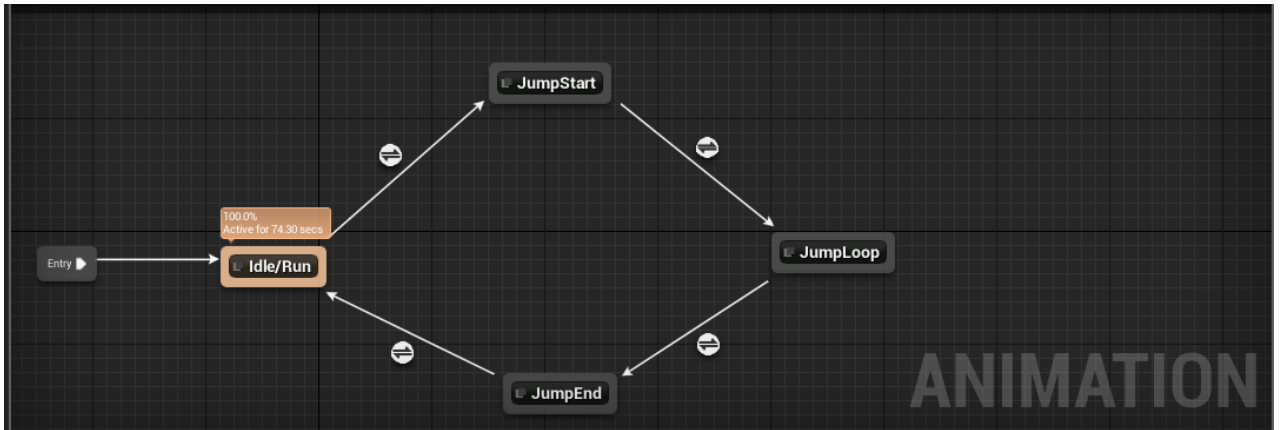 JumpStart
100.0%
Active for 74.30 secs
Entry
Idle/Run
JumpLoop
JumpEnd
ANIMATION